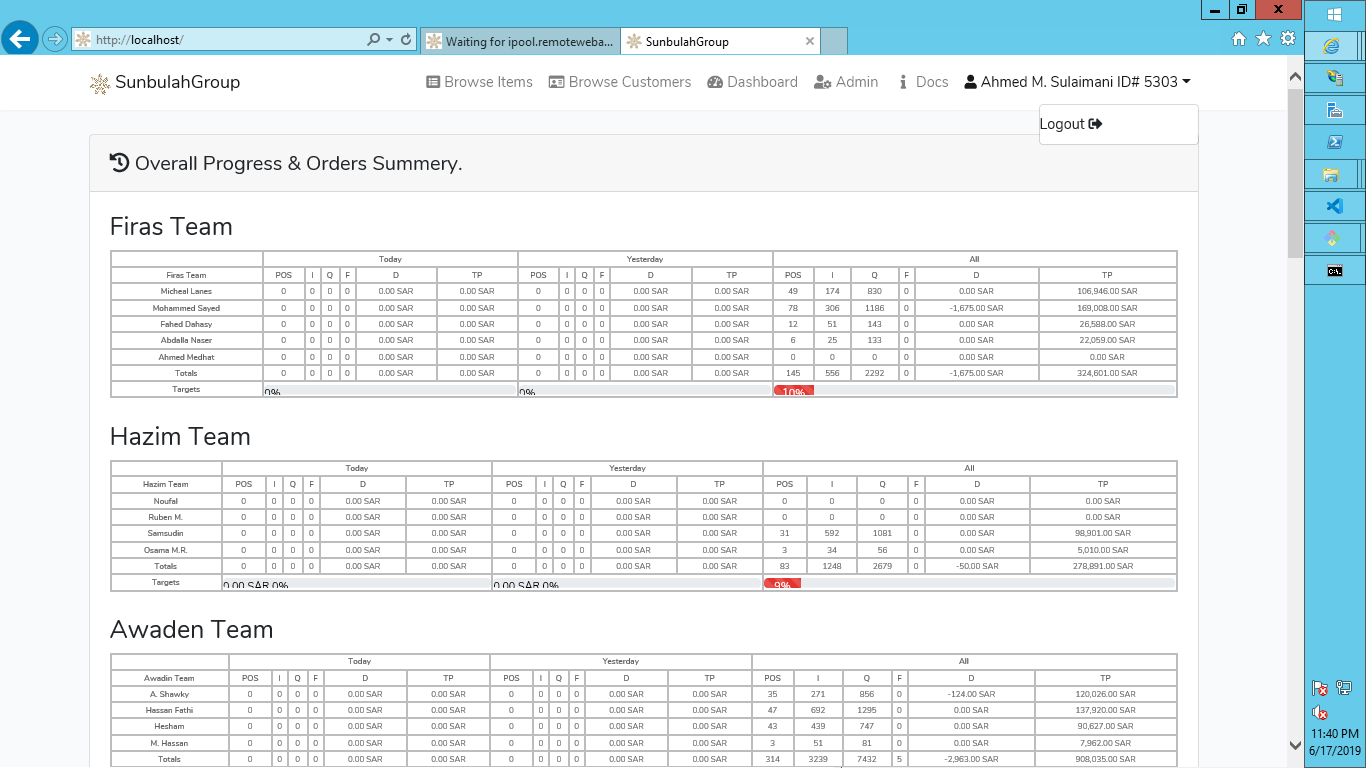 http://localhost/
Waiting for ipool.remoteweba...
SunbulahGroup
SunbulahGroup
Browse Items Browse Customers Dashboard Admin Docs Ahmed M. Sulaimani ID# 5303
Logout
Overall Progress & Orders Summary.
Firas Team
Today Yesterday All
Firas Team POS I Q F D TP POS I Q F D TP POS I Q F D TP
Micheal Lanes 0 0 0 0 0.00 SAR 0.00 SAR 0 0 0 0 0.00 SAR 0.00 SAR 49 174 830 0 0.00 SAR 106,946.00 SAR
Mohammed Sayed 0 0 0 0 0.00 SAR 0.00 SAR 0 0 0 0 0.00 SAR 0.00 SAR 78 306 1186 0 -1,675.00 SAR 169,008.00 SAR
Fahed Dahasy 0 0 0 0 0.00 SAR 0.00 SAR 0 0 0 0 0.00 SAR 0.00 SAR 12 51 143 0 0.00 SAR 26,588.00 SAR
Abdalla Naser 0 0 0 0 0.00 SAR 0.00 SAR 0 0 0 0 0.00 SAR 0.00 SAR 6 25 133 0 0.00 SAR 22,059.00 SAR
Ahmed Medhat 0 0 0 0 0.00 SAR 0.00 SAR 0 0 0 0 0.00 SAR 0.00 SAR 0 0 0 0 0.00 SAR 0.00 SAR
Totals 0 0 0 0 0.00 SAR 0.00 SAR 0 0 0 0 0.00 SAR 0.00 SAR 145 556 2292 0 -1,675.00 SAR 324,601.00 SAR
Targets 0% 0% 10%
Hazim Team
Today Yesterday All
Hazim Team POS I Q F D TP POS I Q F D TP POS I Q F D TP
Noufal 0 0 0 0 0.00 SAR 0.00 SAR 0 0 0 0 0.00 SAR 0.00 SAR 0 0 0 0 0.00 SAR 0.00 SAR
Ruben M. 0 0 0 0 0.00 SAR 0.00 SAR 0 0 0 0 0.00 SAR 0.00 SAR 0 0 0 0 0.00 SAR 0.00 SAR
Samsudin 0 0 0 0 0.00 SAR 0.00 SAR 0 0 0 0 0.00 SAR 0.00 SAR 31 592 1081 0 0.00 SAR 98,901.00 SAR
Osama M.R. 0 0 0 0 0.00 SAR 0.00 SAR 0 0 0 0 0.00 SAR 0.00 SAR 3 34 56 0 0.00 SAR 5,010.00 SAR
Totals 0 0 0 0 0.00 SAR 0.00 SAR 0 0 0 0 0.00 SAR 0.00 SAR 83 1248 2679 0 -50.00 SAR 278,891.00 SAR
Targets 0.00 SAR 0% 0.00 SAR 0% 9%
Awaden Team
Today Yesterday All
Awadin Team POS I Q F D TP POS I Q F D TP POS I Q F D TP
A. Shawky 0 0 0 0 0.00 SAR 0.00 SAR 0 0 0 0 0.00 SAR 0.00 SAR 35 271 856 0 -124.00 SAR 120,026.00 SAR
Hassan Fathi 0 0 0 0 0.00 SAR 0.00 SAR 0 0 0 0 0.00 SAR 0.00 SAR 47 692 1295 0 0.00 SAR 137,920.00 SAR
Hesham 0 0 0 0 0.00 SAR 0.00 SAR 0 0 0 0 0.00 SAR 0.00 SAR 43 439 747 0 0.00 SAR 90,627.00 SAR
M. Hassan 0 0 0 0 0.00 SAR 0.00 SAR 0 0 0 0 0.00 SAR 0.00 SAR 3 51 81 0 0.00 SAR 7,962.00 SAR
Totals 0 0 0 0 0.00 SAR 0.00 SAR 0 0 0 0 0.00 SAR 0.00 SAR 314 3239 7432 5 -2,963.00 SAR 908,035.00 SAR
11:40 PM
6/17/2019